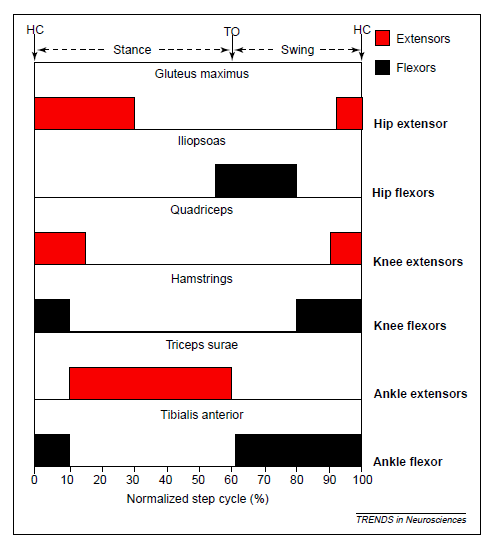 HC TO HC
Stance Swing
Extensors
Flexors
Gluteus maximus
Hip extensor
Iliopsoas
Hip flexors
Quadriceps
Knee extensors
Hamstrings
Knee flexors
Triceps surae
Ankle extensors
Tibialis anterior
Ankle flexor
0 10 20 30 40 50 60 70 80 90 100
Normalized step cycle (%)
TRENDS in Neurosciences